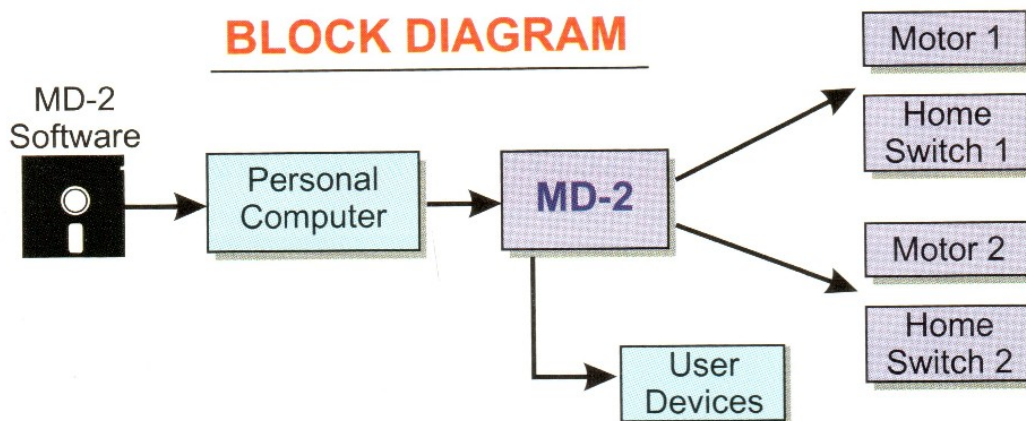 BLOCK DIAGRAM
MD-2
Software
Personal
Computer
MD-2
Motor 1
Home
Switch 1
Motor 2
Home
Switch 2
User
Devices